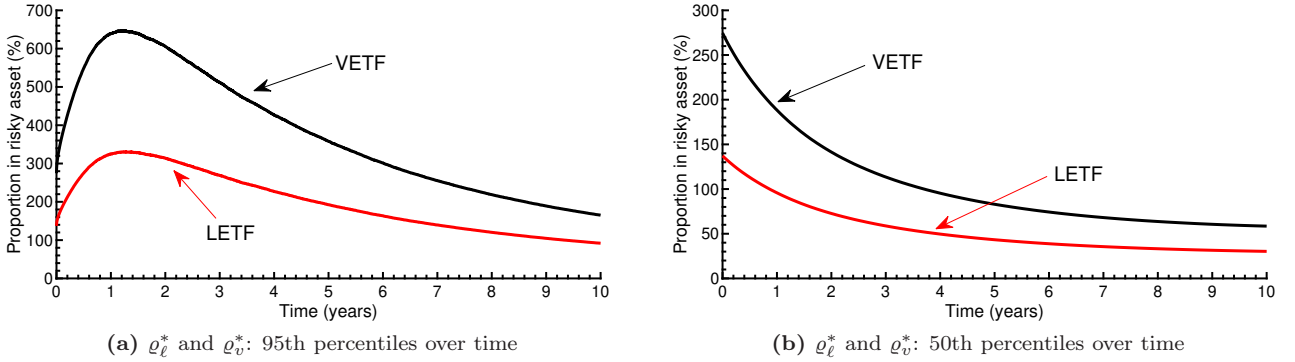 Proportion in risky asset (%)
700
600
500
400
300
200
100
0
VETF
LETF
0 1 2 3 4 5 6 7 8 9 10
Time (years)
(a) ϱ*ℓ and ϱ*v: 95th percentiles over time
Proportion in risky asset (%)
300
250
200
150
100
50
0
VETF
LETF
0 1 2 3 4 5 6 7 8 9 10
Time (years)
(b) ϱ*ℓ and ϱ*v: 50th percentiles over time